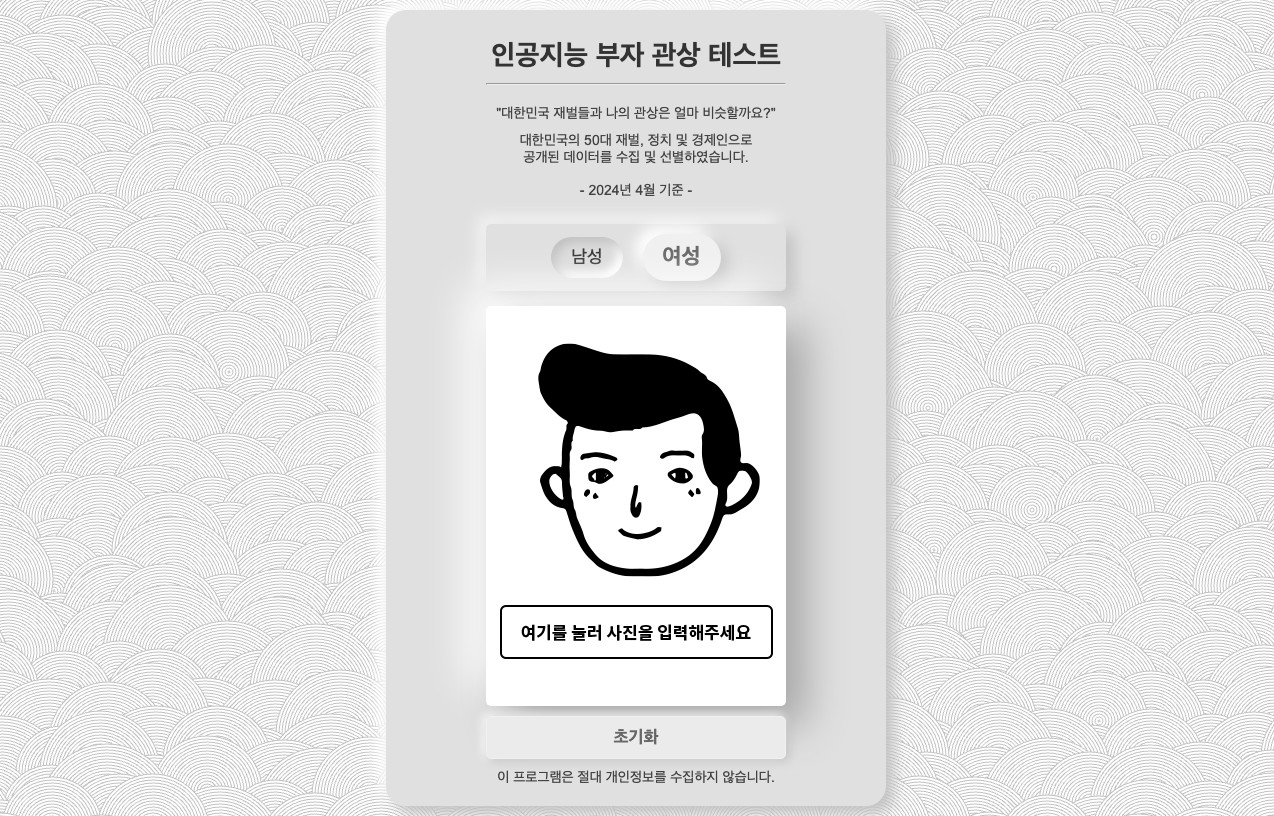 인공지능 부자 관상 테스트
"대한민국 재벌들과 나의 관상은 얼마 비슷할까요?"
대한민국의 50대 재벌, 정치 및 경제인으로
공개된 데이터를 수집 및 선별하였습니다.
- 2024년 4월 기준 -
남성 여성
여기를 눌러 사진을 입력해주세요
초기화
이 프로그램은 절대 개인정보를 수집하지 않습니다.